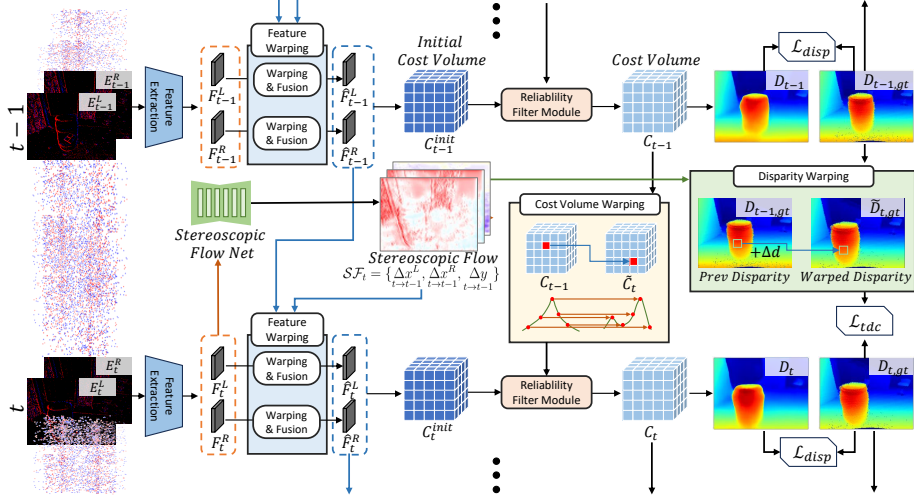 t−1
E^R_{t-1}
E^L_{t-1}
Feature
Extraction
F^L_{t-1}
F^R_{t-1}
Feature
Warping
Warping
& Fusion
Warping
& Fusion
F̂^L_{t-1}
F̂^R_{t-1}
Initial
Cost Volume
C^{init}_{t-1}
Reliablility
Filter Module
Cost Volume
C_{t-1}
D_{t-1}
ℒ_{disp}
D_{t-1,gt}
Stereoscopic
Flow Net
Stereoscopic Flow
𝒮ℱ_t = { Δx^L, Δx^R, Δy }
t→t-1 t→t-1 t→t-1
Cost Volume Warping
C_{t-1}
C̃_t
Disparity Warping
D_{t-1,gt}
D̃_{t,gt}
+Δd
Prev Disparity
Warped Disparity
ℒ_{tdc}
t
E^R_t
E^L_t
Feature
Extraction
F^L_t
F^R_t
Feature
Warping
Warping
& Fusion
Warping
& Fusion
F̂^L_t
F̂^R_t
C^{init}_t
Reliablility
Filter Module
C_t
D_t
D_{t,gt}
ℒ_{disp}